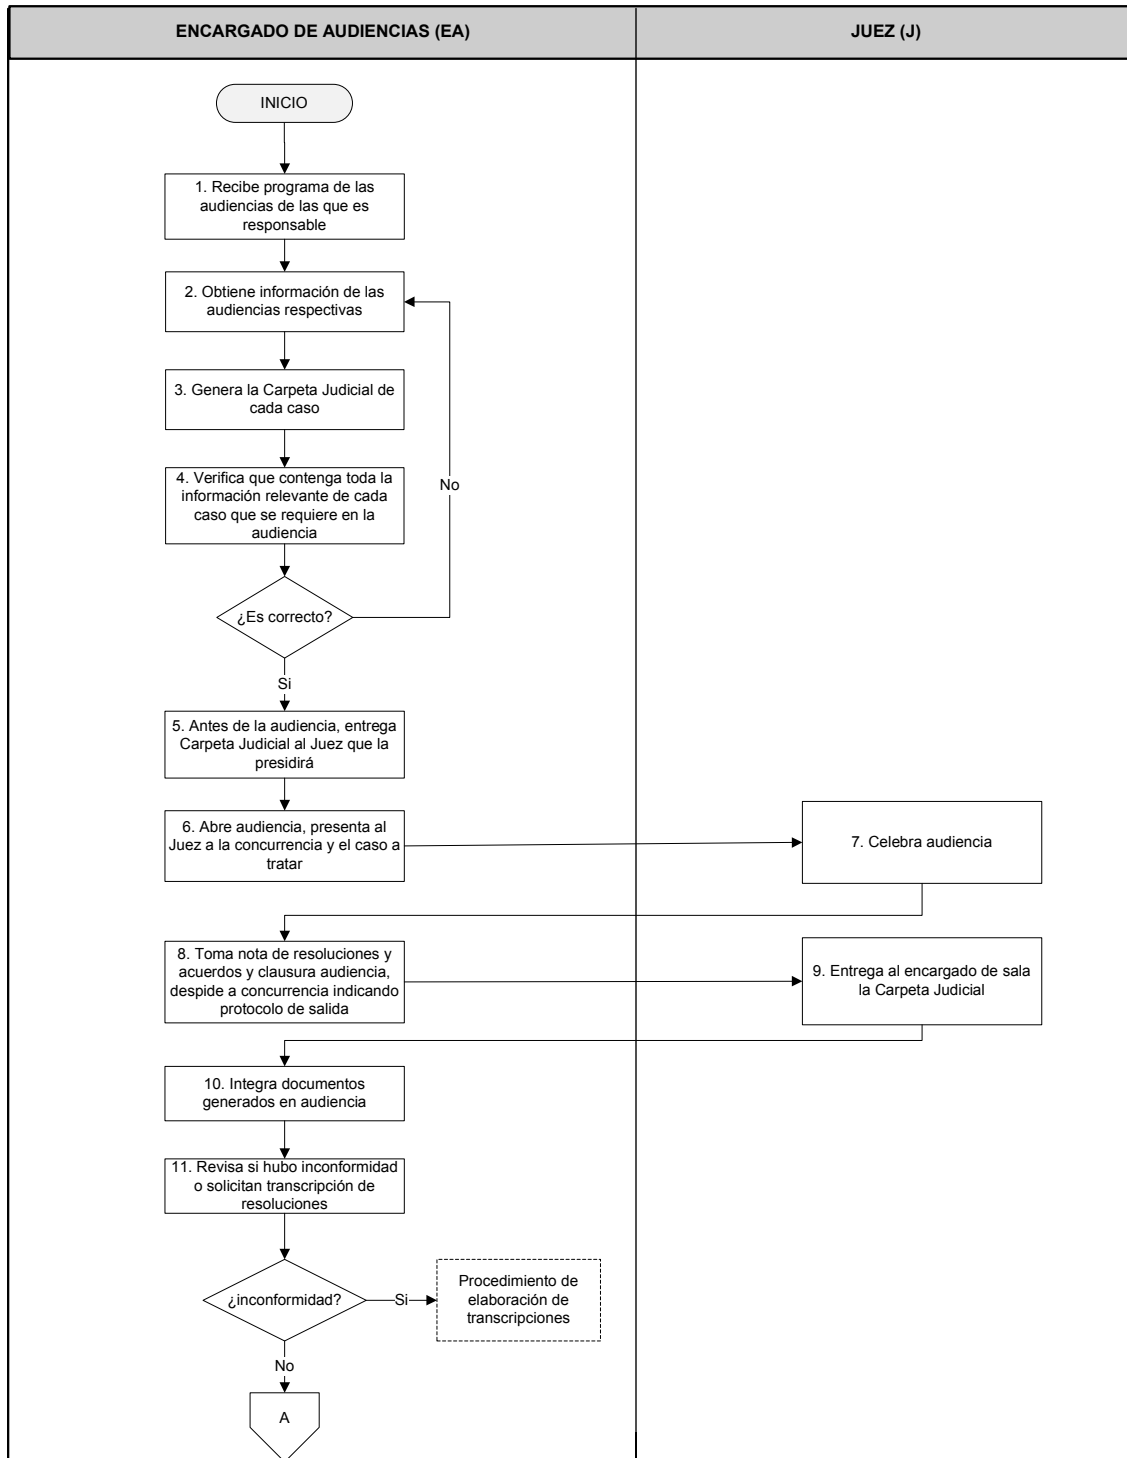 ENCARGADO DE AUDIENCIAS (EA)
JUEZ (J)
INICIO
1. Recibe programa de las
audiencias de las que es
responsable
2. Obtiene información de las
audiencias respectivas
3. Genera la Carpeta Judicial de
cada caso
4. Verifica que contenga toda la
información relevante de cada
caso que se requiere en la
audiencia
No
¿Es correcto?
Si
5. Antes de la audiencia, entrega
Carpeta Judicial al Juez que la
presidirá
6. Abre audiencia, presenta al
Juez a la concurrencia y el caso a
tratar
7. Celebra audiencia
8. Toma nota de resoluciones y
acuerdos y clausura audiencia,
despide a concurrencia indicando
protocolo de salida
9. Entrega al encargado de sala
la Carpeta Judicial
10. Integra documentos
generados en audiencia
11. Revisa si hubo inconformidad
o solicitan transcripción de
resoluciones
¿inconformidad?
Si
Procedimiento de
elaboración de
transcripciones
No
A